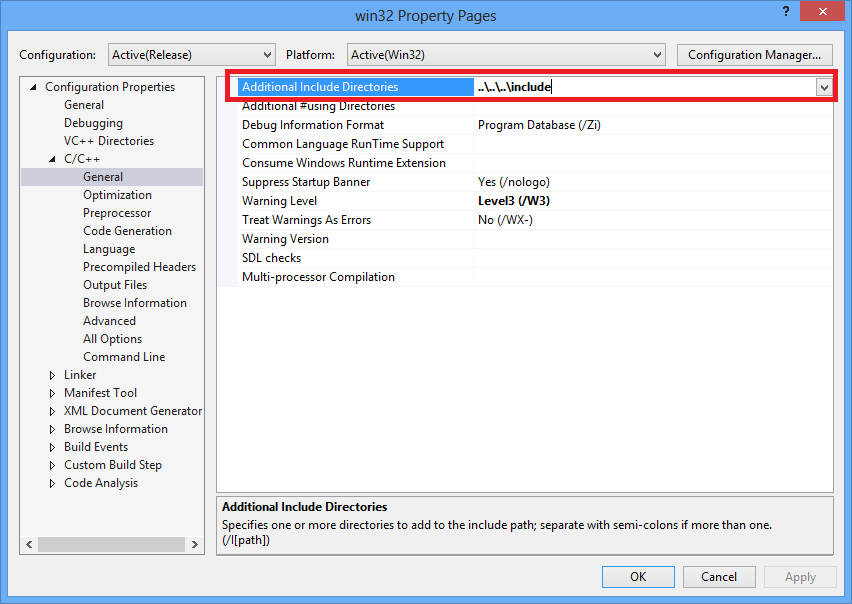 win32 Property Pages
?
Configuration: Active(Release) Platform: Active(Win32) Configuration Manager...
Configuration Properties
General
Debugging
VC++ Directories
C/C++
General
Optimization
Preprocessor
Code Generation
Language
Precompiled Headers
Output Files
Browse Information
Advanced
All Options
Command Line
Linker
Manifest Tool
XML Document Generator
Browse Information
Build Events
Custom Build Step
Code Analysis
Additional Include Directories ..\..\..\include
Additional #using Directories
Debug Information Format Program Database (/Zi)
Common Language RunTime Support
Consume Windows Runtime Extension
Suppress Startup Banner Yes (/nologo)
Warning Level Level3 (/W3)
Treat Warnings As Errors No (/WX-)
Warning Version
SDL checks
Multi-processor Compilation
Additional Include Directories
Specifies one or more directories to add to the include path; separate with semi-colons if more than one.
(/I[path])
OK Cancel Apply